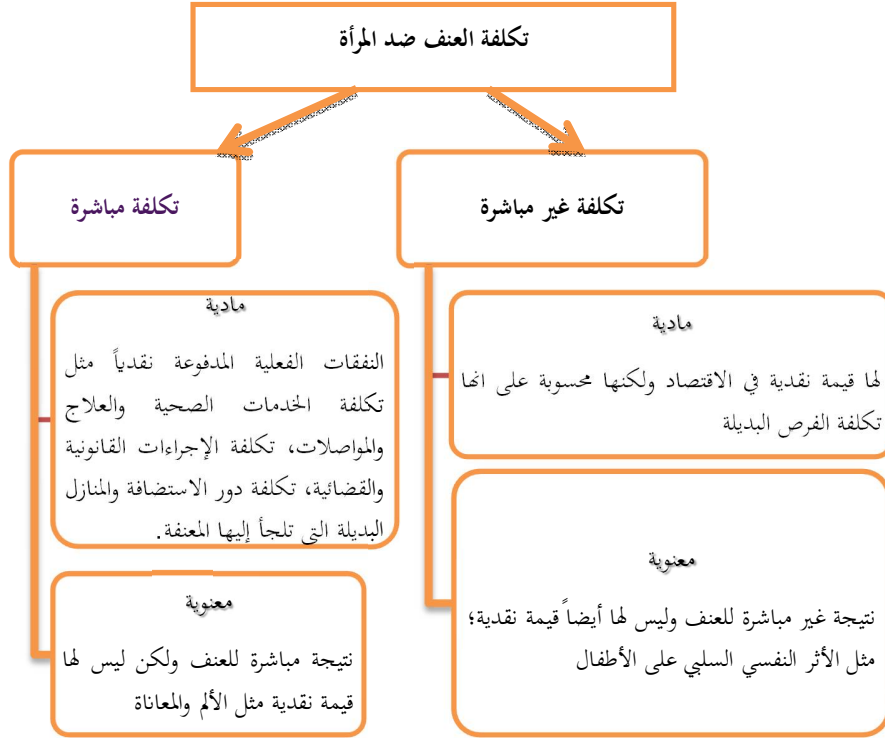 تكلفة العنف ضد المرأة
تكلفة غير مباشرة
مادية
لها قيمة نقدية في الاقتصاد ولكنها محسوبة على انها
تكلفة الفرص البديلة
معنوية
نتيجة غير مباشرة للعنف وليس لها أيضاً قيمة نقدية؛
مثل الأثر النفسي السلبي على الأطفال
تكلفة مباشرة
مادية
النفقات الفعلية المدفوعة نقدياً مثل
تكلفة الخدمات الصحية والعلاج
والمواصلات، تكلفة الإجراءات القانونية
والقضائية، تكلفة دور الاستضافة والمنازل
البديلة التي تلجأ إليها المعنفة.
معنوية
نتيجة مباشرة للعنف ولكن ليس لها
قيمة نقدية مثل الألم والمعاناة